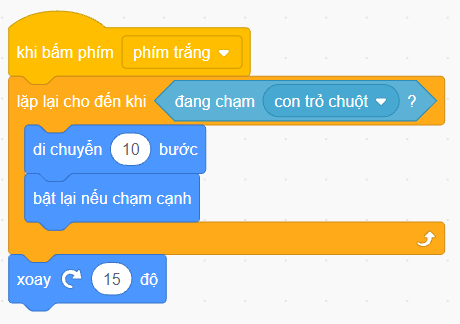 khi bấm phím phím trắng
lặp lại cho đến khi đang chạm con trỏ chuột ?
di chuyển 10 bước
bật lại nếu chạm cạnh
xoay 15 độ